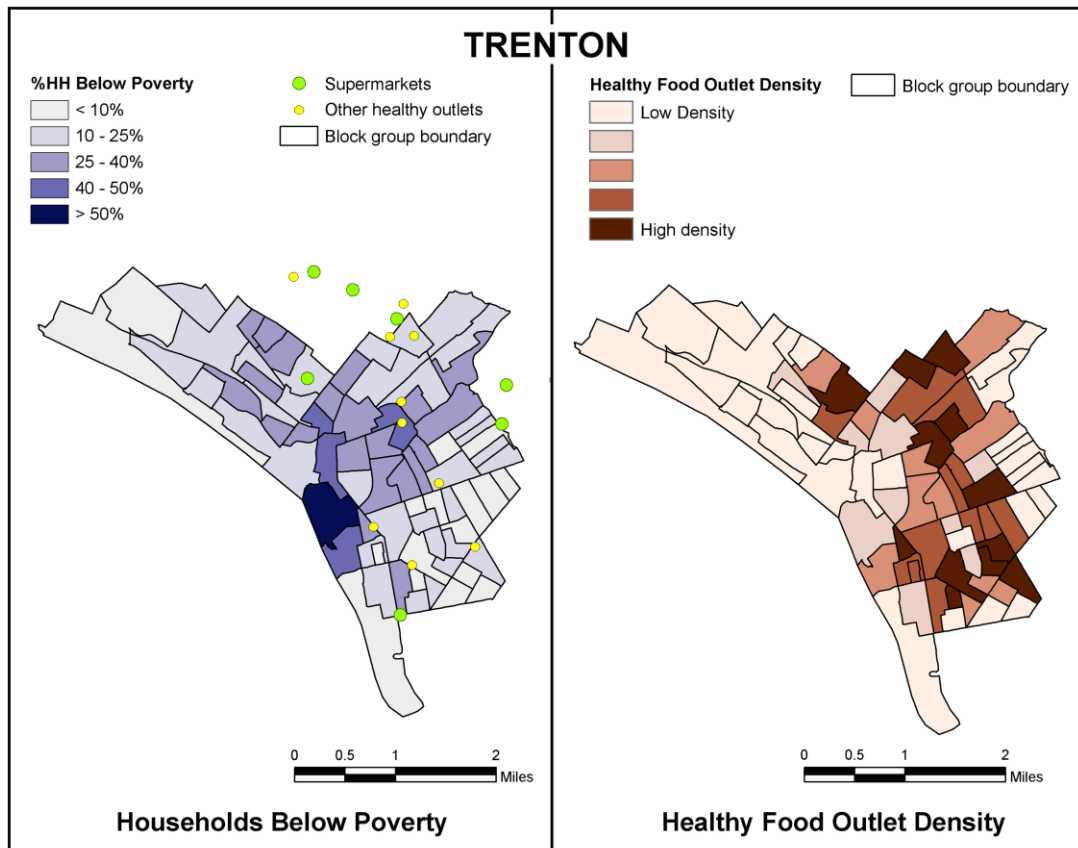 TRENTON
%HH Below Poverty
< 10%
10 - 25%
25 - 40%
40 - 50%
> 50%
Supermarkets
Other healthy outlets
Block group boundary
0 0.5 1 2
Miles
Households Below Poverty
Healthy Food Outlet Density
Low Density
High density
Block group boundary
0 0.5 1 2
Miles
Healthy Food Outlet Density